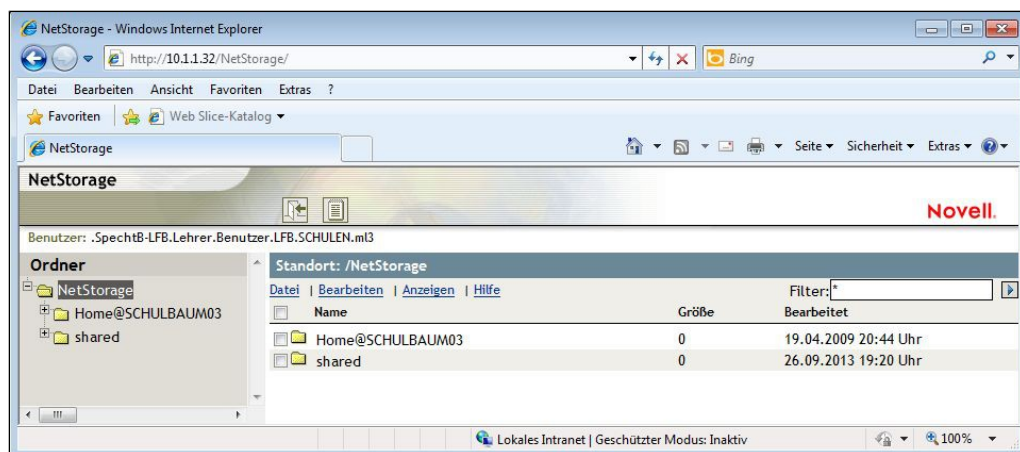 NetStorage - Windows Internet Explorer
http://10.1.1.32/NetStorage/
Bing
Datei Bearbeiten Ansicht Favoriten Extras ?
Favoriten Web Slice-Katalog
NetStorage Seite Sicherheit Extras
NetStorage
Novell.
Benutzer: .SpechtB-LFB.Lehrer.Benutzer.LFB.SCHULEN.ml3
Ordner Standort: /NetStorage
NetStorage Datei | Bearbeiten | Anzeigen | Hilfe Filter: *
Home@SCHULBAUM03 Name Größe Bearbeitet
shared Home@SCHULBAUM03 0 19.04.2009 20:44 Uhr
shared 0 26.09.2013 19:20 Uhr
Lokales Intranet | Geschützter Modus: Inaktiv 100%